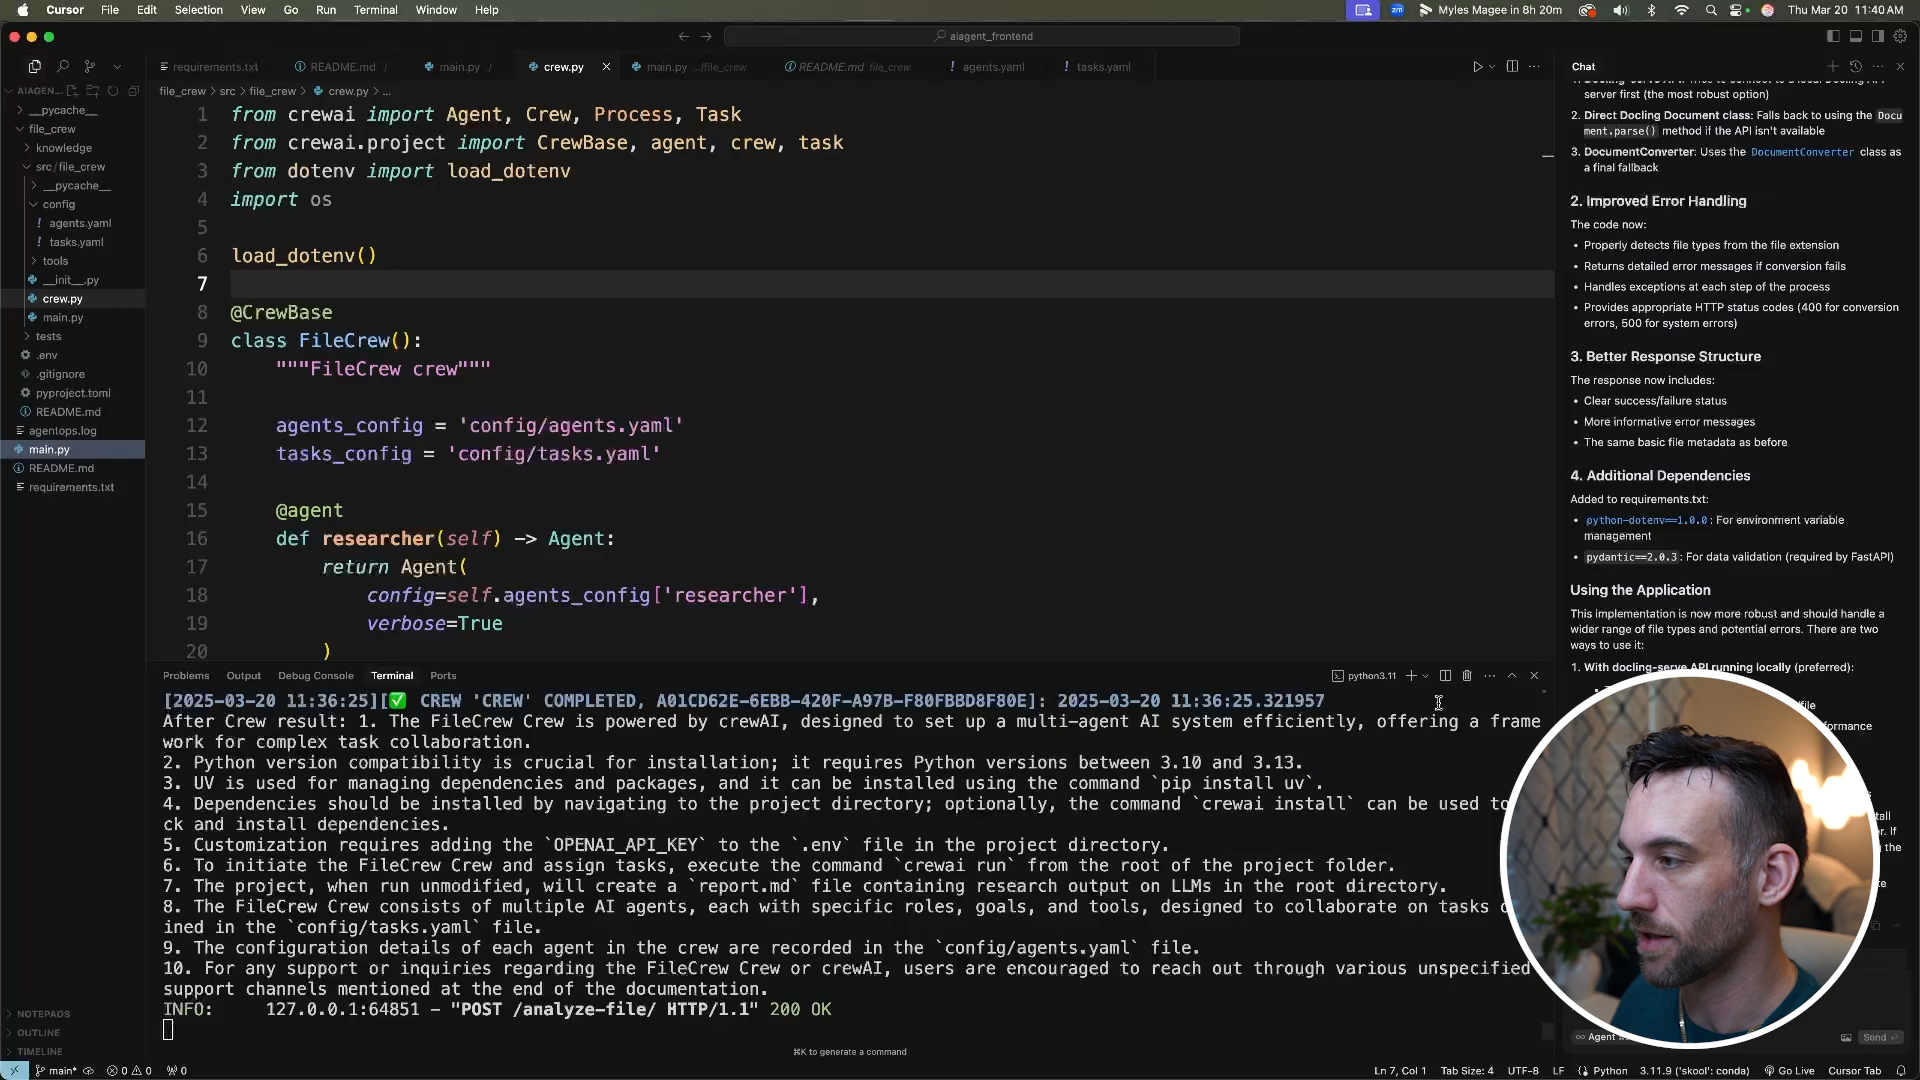 Cursor File Edit Selection View Go Run Terminal Window Help
Myles Magee in 8h 20m
Thu Mar 20 11:40 AM
aiagent_frontend
requirements.txt
README.md ./
main.py ./
crew.py
main.py .../file_crew
README.md file_crew
agents.yaml
tasks.yaml
file_crew > src > file_crew > crew.py > ...
AIAGEN...
__pycache__
file_crew
knowledge
src/file_crew
__pycache__
config
agents.yaml
tasks.yaml
tools
__init__.py
crew.py
main.py
tests
.env
.gitignore
pyproject.toml
README.md
agentops.log
main.py
README.md
requirements.txt
NOTEPADS
OUTLINE
TIMELINE
1 from crewai import Agent, Crew, Process, Task
2 from crewai.project import CrewBase, agent, crew, task
3 from dotenv import load_dotenv
4 import os
5
6 load_dotenv()
7
8 @CrewBase
9 class FileCrew():
10 """FileCrew crew"""
11
12 agents_config = 'config/agents.yaml'
13 tasks_config = 'config/tasks.yaml'
14
15 @agent
16 def researcher(self) -> Agent:
17 return Agent(
18 config=self.agents_config['researcher'],
19 verbose=True
20 )
Problems Output Debug Console Terminal Ports
python3.11
[2025-03-20 11:36:25][✅ CREW 'CREW' COMPLETED, A01CD62E-6EBB-420F-A97B-F80FBBD8F80E]: 2025-03-20 11:36:25.321957
After Crew result: 1. The FileCrew Crew is powered by crewAI, designed to set up a multi-agent AI system efficiently, offering a frame
work for complex task collaboration.
2. Python version compatibility is crucial for installation; it requires Python versions between 3.10 and 3.13.
3. UV is used for managing dependencies and packages, and it can be installed using the command `pip install uv`.
4. Dependencies should be installed by navigating to the project directory; optionally, the command `crewai install` can be used to
ck and install dependencies.
5. Customization requires adding the `OPENAI_API_KEY` to the `.env` file in the project directory.
6. To initiate the FileCrew Crew and assign tasks, execute the command `crewai run` from the root of the project folder.
7. The project, when run unmodified, will create a `report.md` file containing research output on LLMs in the root directory.
8. The FileCrew Crew consists of multiple AI agents, each with specific roles, goals, and tools, designed to collaborate on tasks
ined in the `config/tasks.yaml` file.
9. The configuration details of each agent in the crew are recorded in the `config/agents.yaml` file.
10. For any support or inquiries regarding the FileCrew Crew or crewAI, users are encouraged to reach out through various unspecified
support channels mentioned at the end of the documentation.
INFO: 127.0.0.1:64851 - "POST /analyze-file/ HTTP/1.1" 200 OK
⌘K to generate a command
Chat
server first (the most robust option)
2. Direct Docling Document class: Falls back to using the Docu
ment.parse() method if the API isn't available
3. DocumentConverter: Uses the DocumentConverter class as
a final fallback
2. Improved Error Handling
The code now:
• Properly detects file types from the file extension
• Returns detailed error messages if conversion fails
• Handles exceptions at each step of the process
• Provides appropriate HTTP status codes (400 for conversion
errors, 500 for system errors)
3. Better Response Structure
The response now includes:
• Clear success/failure status
• More informative error messages
• The same basic file metadata as before
4. Additional Dependencies
Added to requirements.txt:
• python-dotenv==1.0.0: For environment variable
management
• pydantic==2.0.3: For data validation (required by FastAPI)
Using the Application
This implementation is now more robust and should handle a
wider range of file types and potential errors. There are two
ways to use it:
1. With docling-serve API running locally (preferred):
Agent
Send
main* 0 0 0
Ln 7, Col 1 Tab Size: 4 UTF-8 LF Python 3.11.9 ('skool': conda) Go Live Cursor Tab